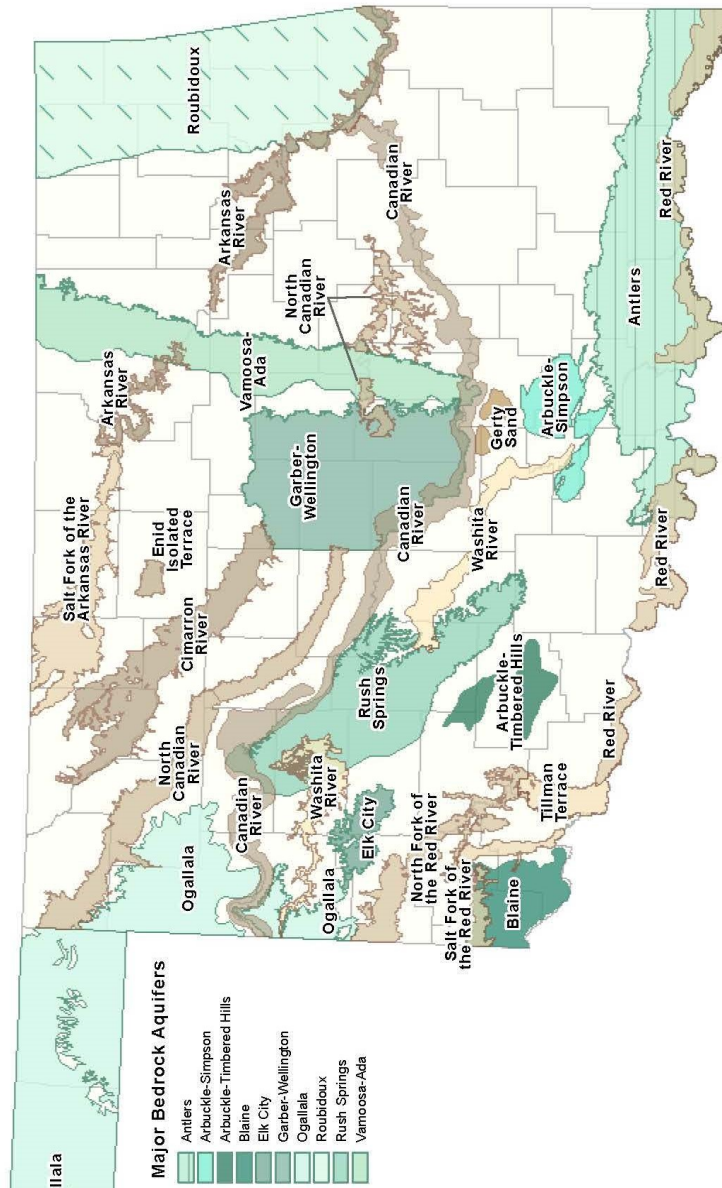 llala
Ogallala
North
Canadian
River
Cimarron
River
Salt Fork of the
Arkansas River
Enid
Isolated
Terrace
Arkansas
River
Vamoosa-
Ada
Arkansas
River
Roubidoux
Canadian
River
Ogallala
Washita
River
Elk City
Rush
Springs
Garber-
Wellington
Canadian
River
North
Canadian
River
Canadian
River
North Fork of
the Red River
Salt Fork of
the Red River
Blaine
Tillman
Terrace
Red River
Arbuckle-
Timbered Hills
Washita
River
Gerty
Sand
Arbuckle-
Simpson
Red River
Antlers
Red River
Major Bedrock Aquifers
Antlers
Arbuckle-Simpson
Arbuckle-Timbered Hills
Blaine
Elk City
Garber-Wellington
Ogallala
Roubidoux
Rush Springs
Vamoosa-Ada